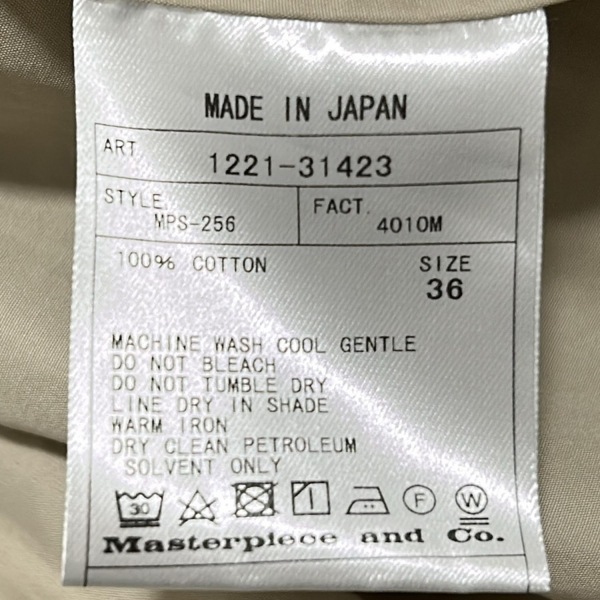 MADE IN JAPAN
ART.
1221-31423
STYLE.
MPS-256
FACT.
4010M
100% COTTON
SIZE
36
MACHINE WASH COOL GENTLE
DO NOT BLEACH
DO NOT TUMBLE DRY
LINE DRY IN SHADE
WARM IRON
DRY CLEAN PETROLEUM
SOLVENT ONLY
30 F W
Masterpiece and Co.